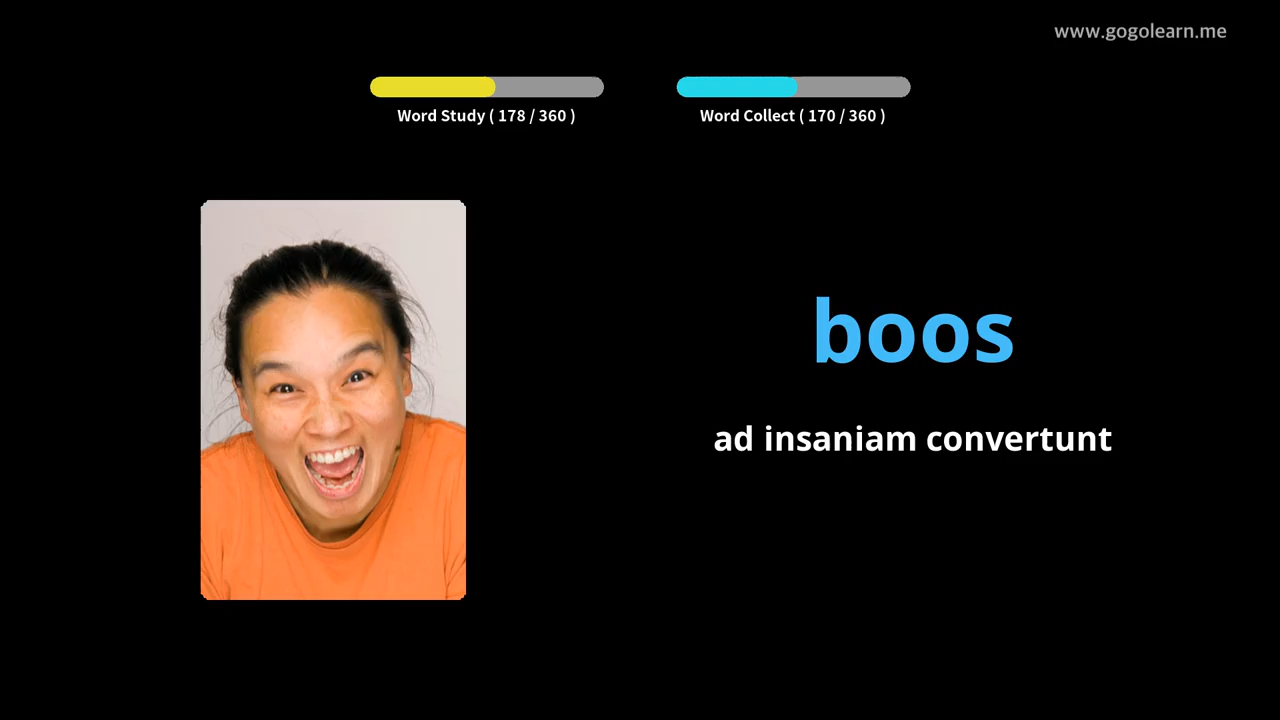 www.gogolearn.me
Word Study ( 178 / 360 )
Word Collect ( 170 / 360 )
boos
ad insaniam convertunt